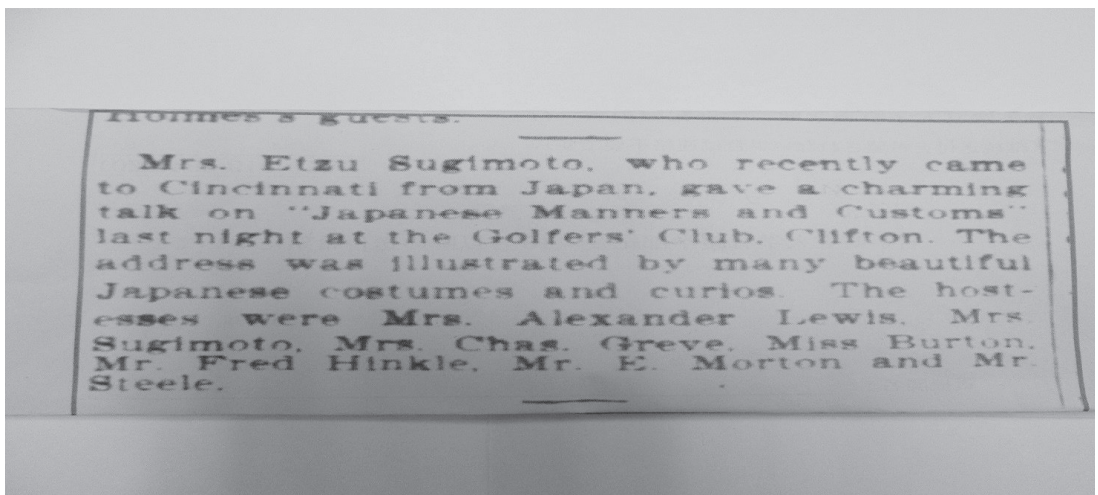 Holmes's guests.
Mrs. Etzu Sugimoto, who recently came
to Cincinnati from Japan, gave a charming
talk on "Japanese Manners and Customs"
last night at the Golfers' Club, Clifton. The
address was illustrated by many beautiful
Japanese costumes and curios. The host-
esses were Mrs. Alexander Lewis, Mrs.
Sugimoto, Mrs. Chas. Greve, Miss Burton,
Mr. Fred Hinkle, Mr. E. Morton and Mr.
Steele.